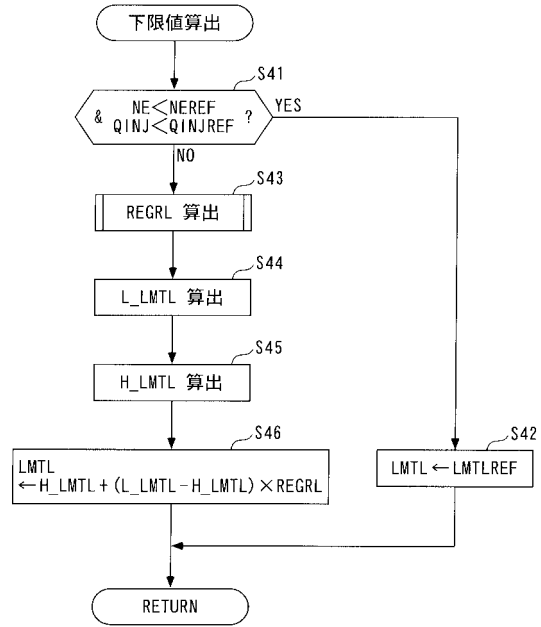 下限値算出
S41
& NE<NEREF
QINJ<QINJREF ?
YES
NO
S43
REGRL 算出
S44
L_LMTL 算出
S45
H_LMTL 算出
S46
LMTL
←H_LMTL+(L_LMTL-H_LMTL)×REGRL
S42
LMTL←LMTLREF
RETURN